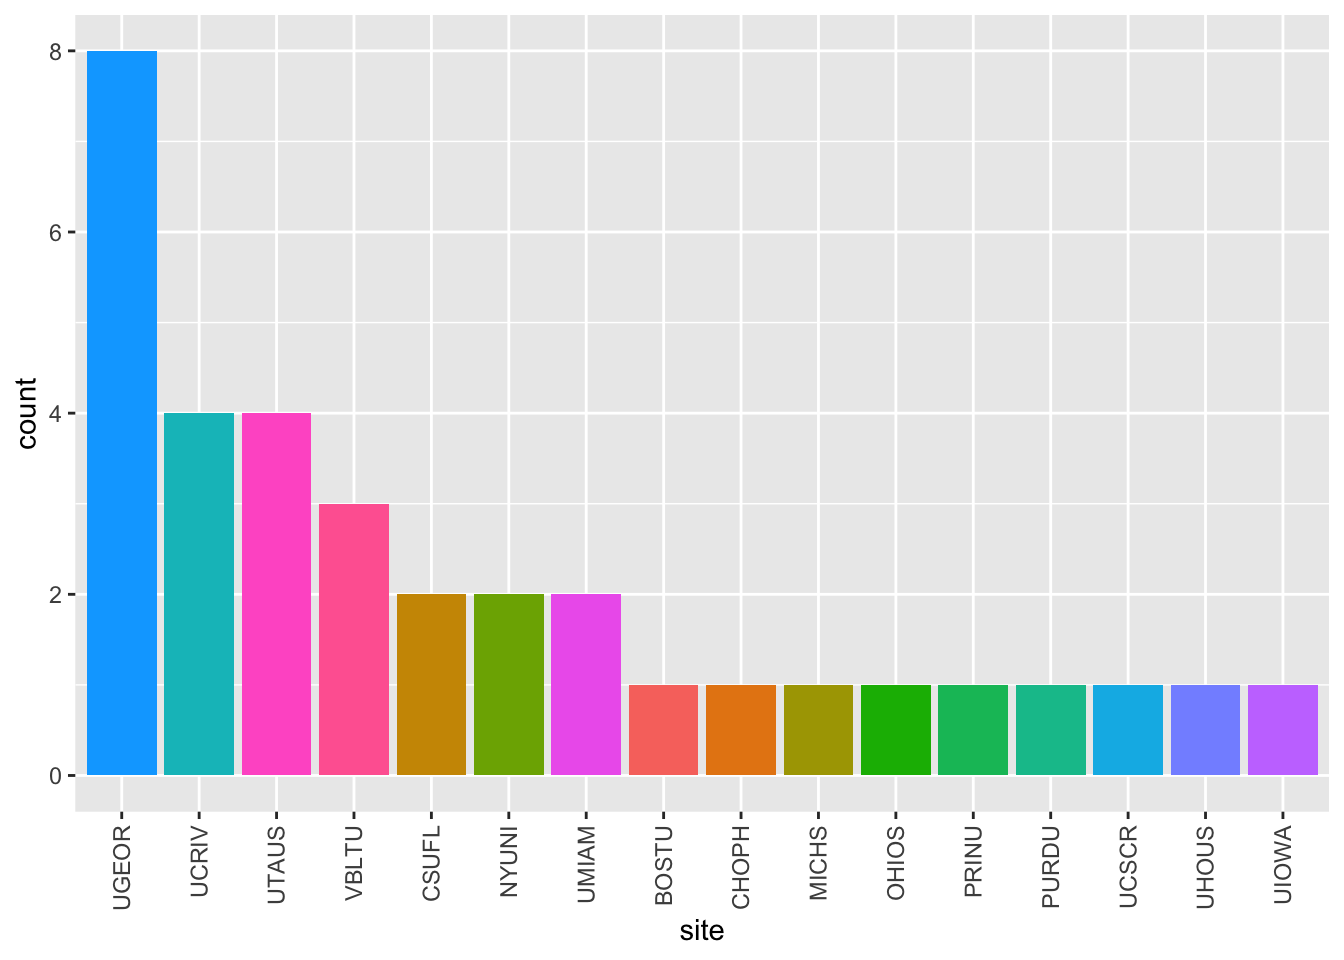 count
8
6
4
2
0
UGEOR
UCRIV
UTAUS
VBLTU
CSUFL
NYUNI
UMIAM
BOSTU
CHOPH
MICHS
OHIOS
PRINU
PURDU
UCSCR
UHOUS
UIOWA
site